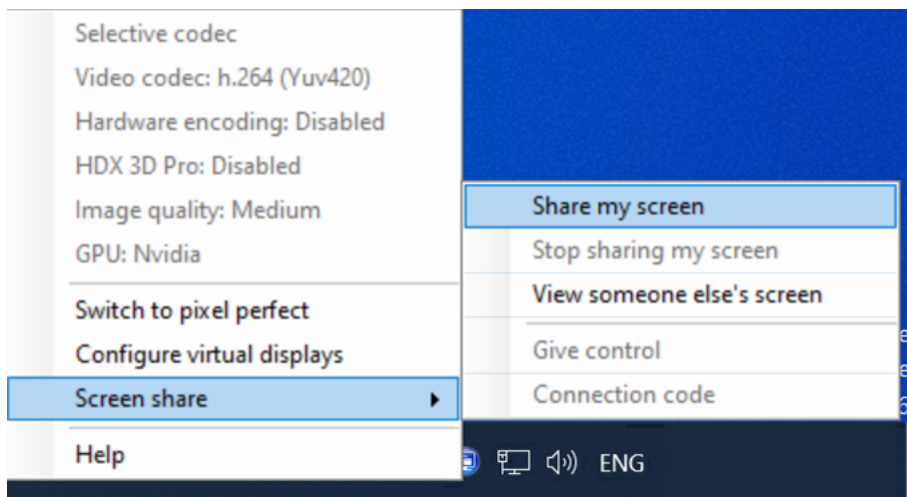 Selective codec
Video codec: h.264 (Yuv420)
Hardware encoding: Disabled
HDX 3D Pro: Disabled
Image quality: Medium
GPU: Nvidia
Switch to pixel perfect
Configure virtual displays
Screen share
Help
Share my screen
Stop sharing my screen
View someone else's screen
Give control
Connection code
ENG